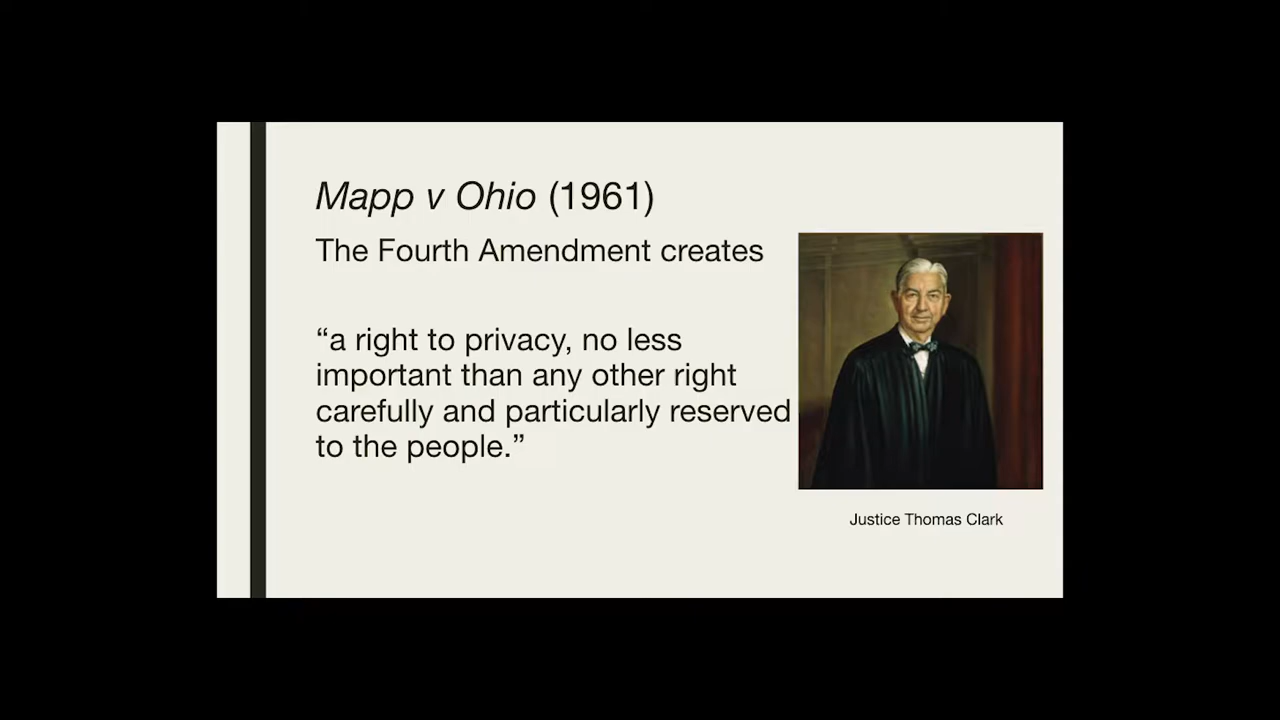 Mapp v Ohio (1961)
The Fourth Amendment creates
“a right to privacy, no less
important than any other right
carefully and particularly reserved
to the people.”
Justice Thomas Clark